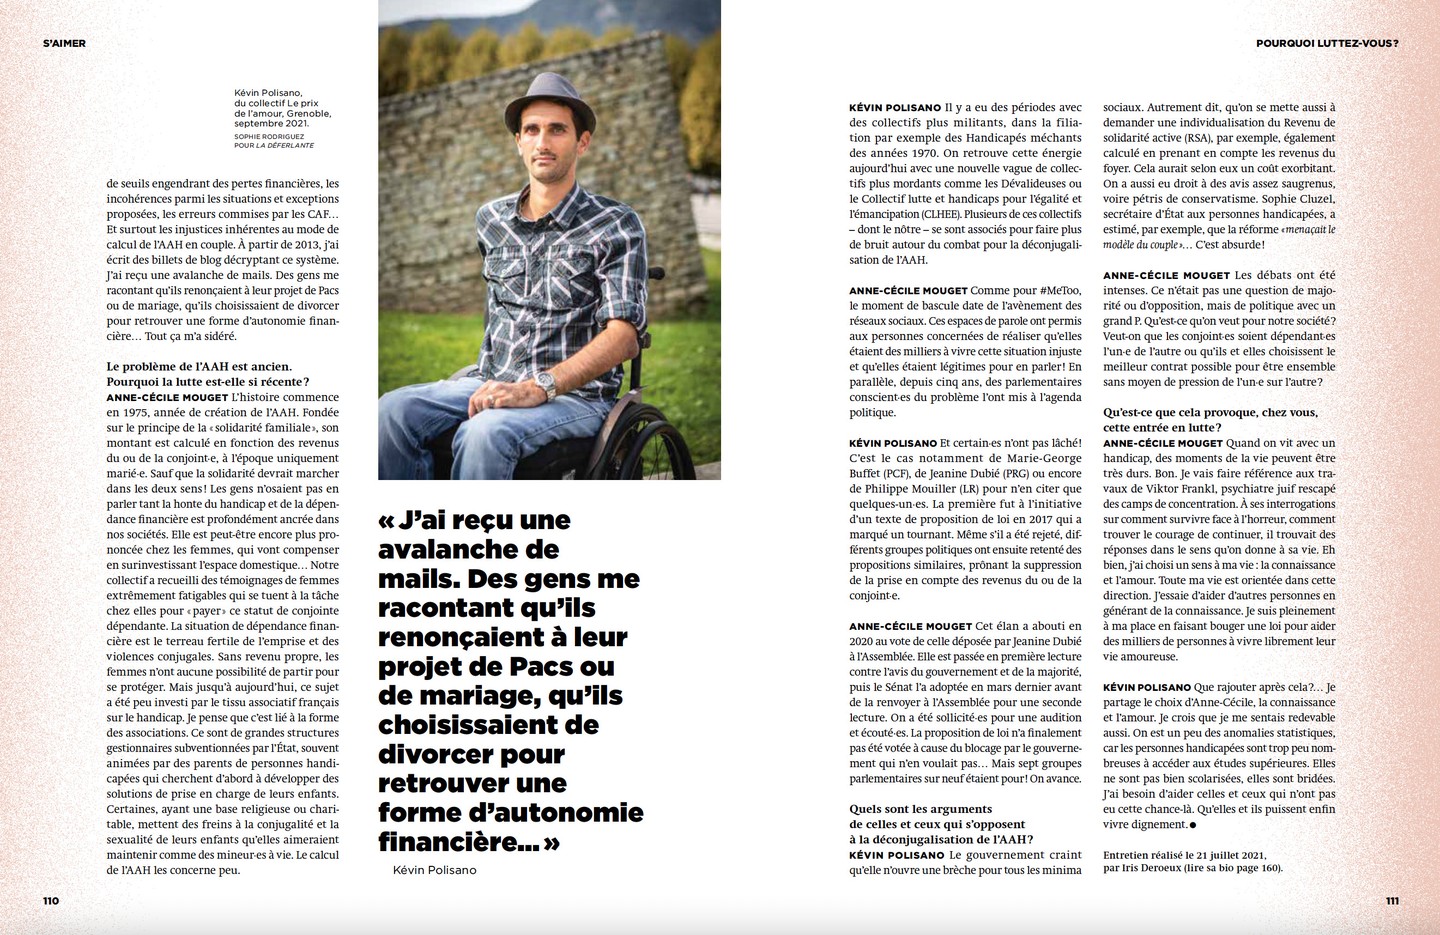 S'AIMER
POURQUOI LUTTEZ-VOUS ?
Kévin Polisano,
du collectif Le prix
de l'amour, Grenoble,
septembre 2021.
SOPHIE RODRIGUEZ
POUR LA DÉFERLANTE
de seuils engendrant des pertes financières, les
incohérences parmi les situations et exceptions
proposées, les erreurs commises par les CAF…
Et surtout les injustices inhérentes au mode de
calcul de l'AAH en couple. À partir de 2013, j'ai
écrit des billets de blog décryptant ce système.
J'ai reçu une avalanche de mails. Des gens me
racontant qu'ils renonçaient à leur projet de Pacs
ou de mariage, qu'ils choisissaient de divorcer
pour retrouver une forme d'autonomie finan-
cière… Tout ça m'a sidéré.
Le problème de l'AAH est ancien.
Pourquoi la lutte est-elle si récente ?
ANNE-CÉCILE MOUGET L'histoire commence
en 1975, année de création de l'AAH. Fondée
sur le principe de la « solidarité familiale », son
montant est calculé en fonction des revenus
du ou de la conjoint·e, à l'époque uniquement
marié·e. Sauf que la solidarité devrait marcher
dans les deux sens ! Les gens n'osaient pas en
parler tant la honte du handicap et de la dépen-
dance financière est profondément ancrée dans
nos sociétés. Elle est peut-être encore plus pro-
noncée chez les femmes, qui vont compenser
en surinvestissant l'espace domestique… Notre
collectif a recueilli des témoignages de femmes
extrêmement fatigables qui se tuent à la tâche
chez elles pour « payer » ce statut de conjointe
dépendante. La situation de dépendance finan-
cière est le terreau fertile de l'emprise et des
violences conjugales. Sans revenu propre, les
femmes n'ont aucune possibilité de partir pour
se protéger. Mais jusqu'à aujourd'hui, ce sujet
a été peu investi par le tissu associatif français
sur le handicap. Je pense que c'est lié à la forme
des associations. Ce sont de grandes structures
gestionnaires subventionnées par l'État, souvent
animées par des parents de personnes handi-
capées qui cherchent d'abord à développer des
solutions de prise en charge de leurs enfants.
Certaines, ayant une base religieuse ou chari-
table, mettent des freins à la conjugalité et la
sexualité de leurs enfants qu'elles aimeraient
maintenir comme des mineur·es à vie. Le calcul
de l'AAH les concerne peu.
« J'ai reçu une
avalanche de
mails. Des gens me
racontant qu'ils
renonçaient à leur
projet de Pacs ou
de mariage, qu'ils
choisissaient de
divorcer pour
retrouver une
forme d'autonomie
financière… »
Kévin Polisano
KÉVIN POLISANO Il y a eu des périodes avec
des collectifs plus militants, dans la filia-
tion par exemple des Handicapés méchants
des années 1970. On retrouve cette énergie
aujourd'hui avec une nouvelle vague de collec-
tifs plus mordants comme les Dévalideuses ou
le Collectif lutte et handicaps pour l'égalité et
l'émancipation (CLHEE). Plusieurs de ces collectifs
– dont le nôtre – se sont associés pour faire plus
de bruit autour du combat pour la déconjugali-
sation de l'AAH.
ANNE-CÉCILE MOUGET Comme pour #MeToo,
le moment de bascule date de l'avènement des
réseaux sociaux. Ces espaces de parole ont permis
aux personnes concernées de réaliser qu'elles
étaient des milliers à vivre cette situation injuste
et qu'elles étaient légitimes pour en parler ! En
parallèle, depuis cinq ans, des parlementaires
conscient·es du problème l'ont mis à l'agenda
politique.
KÉVIN POLISANO Et certain·es n'ont pas lâché !
C'est le cas notamment de Marie-George
Buffet (PCF), de Jeanine Dubié (PRG) ou encore
de Philippe Mouiller (LR) pour n'en citer que
quelques-un·es. La première fut à l'initiative
d'un texte de proposition de loi en 2017 qui a
marqué un tournant. Même s'il a été rejeté, dif-
férents groupes politiques ont ensuite retenté des
propositions similaires, prônant la suppression
de la prise en compte des revenus du ou de la
conjoint·e.
ANNE-CÉCILE MOUGET Cet élan a abouti en
2020 au vote de celle déposée par Jeanine Dubié
à l'Assemblée. Elle est passée en première lecture
contre l'avis du gouvernement et de la majorité,
puis le Sénat l'a adoptée en mars dernier avant
de la renvoyer à l'Assemblée pour une seconde
lecture. On a été sollicité·es pour une audition
et écouté·es. La proposition de loi n'a finalement
pas été votée à cause du blocage par le gouverne-
ment qui n'en voulait pas… Mais sept groupes
parlementaires sur neuf étaient pour ! On avance.
Quels sont les arguments
de celles et ceux qui s'opposent
à la déconjugalisation de l'AAH ?
KÉVIN POLISANO Le gouvernement craint
qu'elle n'ouvre une brèche pour tous les minima
sociaux. Autrement dit, qu'on se mette aussi à
demander une individualisation du Revenu de
solidarité active (RSA), par exemple, également
calculé en prenant en compte les revenus du
foyer. Cela aurait selon eux un coût exorbitant.
On a aussi eu droit à des avis assez saugrenus,
voire pétris de conservatisme. Sophie Cluzel,
secrétaire d'État aux personnes handicapées, a
estimé, par exemple, que la réforme « menaçait le
modèle du couple »… C'est absurde !
ANNE-CÉCILE MOUGET Les débats ont été
intenses. Ce n'était pas une question de majo-
rité ou d'opposition, mais de politique avec un
grand P. Qu'est-ce qu'on veut pour notre société ?
Veut-on que les conjoint·es soient dépendant·es
l'un·e de l'autre ou qu'ils et elles choisissent le
meilleur contrat possible pour être ensemble
sans moyen de pression de l'un·e sur l'autre ?
Qu'est-ce que cela provoque, chez vous,
cette entrée en lutte ?
ANNE-CÉCILE MOUGET Quand on vit avec un
handicap, des moments de la vie peuvent être
très durs. Bon. Je vais faire référence aux tra-
vaux de Viktor Frankl, psychiatre juif rescapé
des camps de concentration. À ses interrogations
sur comment survivre face à l'horreur, comment
trouver le courage de continuer, il trouvait des
réponses dans le sens qu'on donne à sa vie. Eh
bien, j'ai choisi un sens à ma vie : la connaissance
et l'amour. Toute ma vie est orientée dans cette
direction. J'essaie d'aider d'autres personnes en
générant de la connaissance. Je suis pleinement
à ma place en faisant bouger une loi pour aider
des milliers de personnes à vivre librement leur
vie amoureuse.
KÉVIN POLISANO Que rajouter après cela ?… Je
partage le choix d'Anne-Cécile, la connaissance
et l'amour. Je crois que je me sentais redevable
aussi. On est un peu des anomalies statistiques,
car les personnes handicapées sont trop peu nom-
breuses à accéder aux études supérieures. Elles
ne sont pas bien scolarisées, elles sont bridées.
J'ai besoin d'aider celles et ceux qui n'ont pas
eu cette chance-là. Qu'elles et ils puissent enfin
vivre dignement. ●
Entretien réalisé le 21 juillet 2021,
par Iris Deroeux (lire sa bio page 160).
110
111